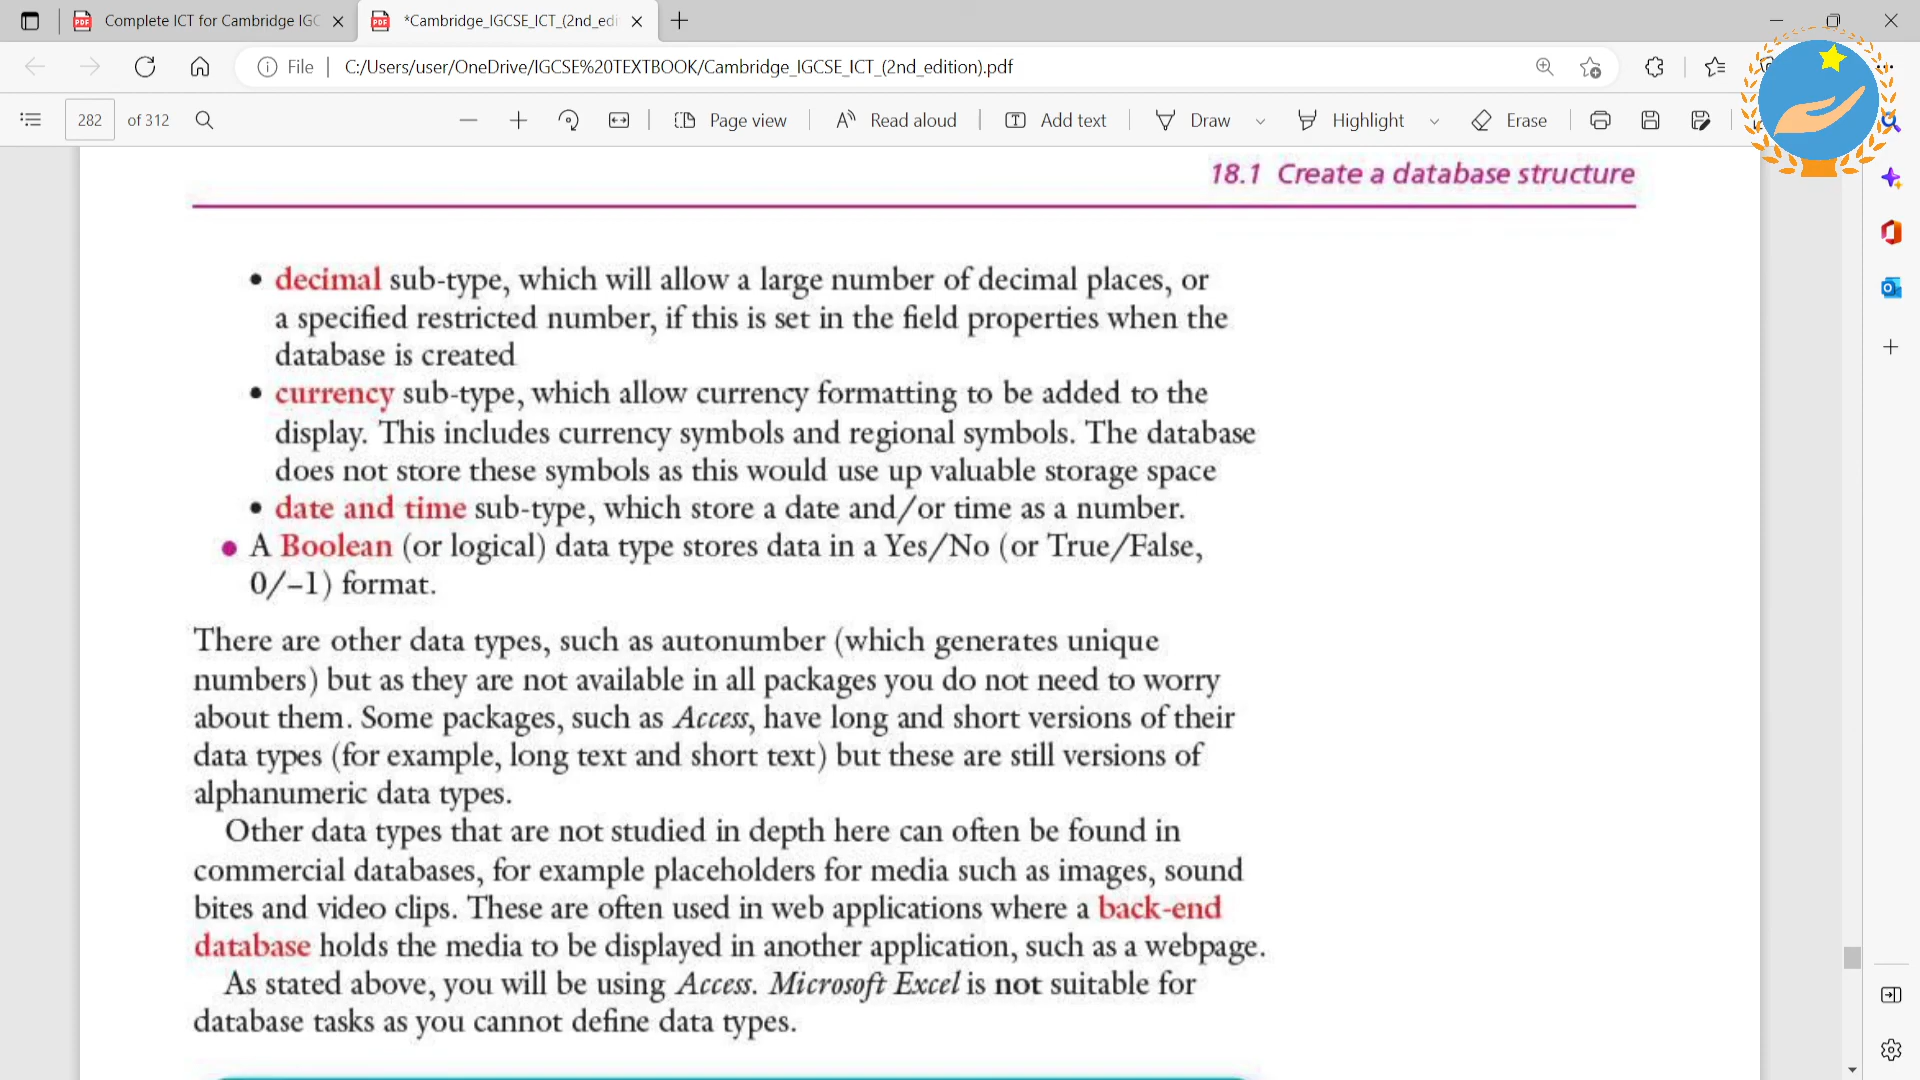 Complete ICT for Cambridge IGC
*Cambridge_IGCSE_ICT_(2nd_edi
File
C:/Users/user/OneDrive/IGCSE%20TEXTBOOK/Cambridge_IGCSE_ICT_(2nd_edition).pdf
282 of 312 Page view Read aloud Add text Draw Highlight Erase
18.1 Create a database structure
• decimal sub-type, which will allow a large number of decimal places, or
a specified restricted number, if this is set in the field properties when the
database is created
• currency sub-type, which allow currency formatting to be added to the
display. This includes currency symbols and regional symbols. The database
does not store these symbols as this would use up valuable storage space
• date and time sub-type, which store a date and/or time as a number.
● A Boolean (or logical) data type stores data in a Yes/No (or True/False,
0/–1) format.
There are other data types, such as autonumber (which generates unique
numbers) but as they are not available in all packages you do not need to worry
about them. Some packages, such as Access, have long and short versions of their
data types (for example, long text and short text) but these are still versions of
alphanumeric data types.
Other data types that are not studied in depth here can often be found in
commercial databases, for example placeholders for media such as images, sound
bites and video clips. These are often used in web applications where a back-end
database holds the media to be displayed in another application, such as a webpage.
As stated above, you will be using Access. Microsoft Excel is not suitable for
database tasks as you cannot define data types.